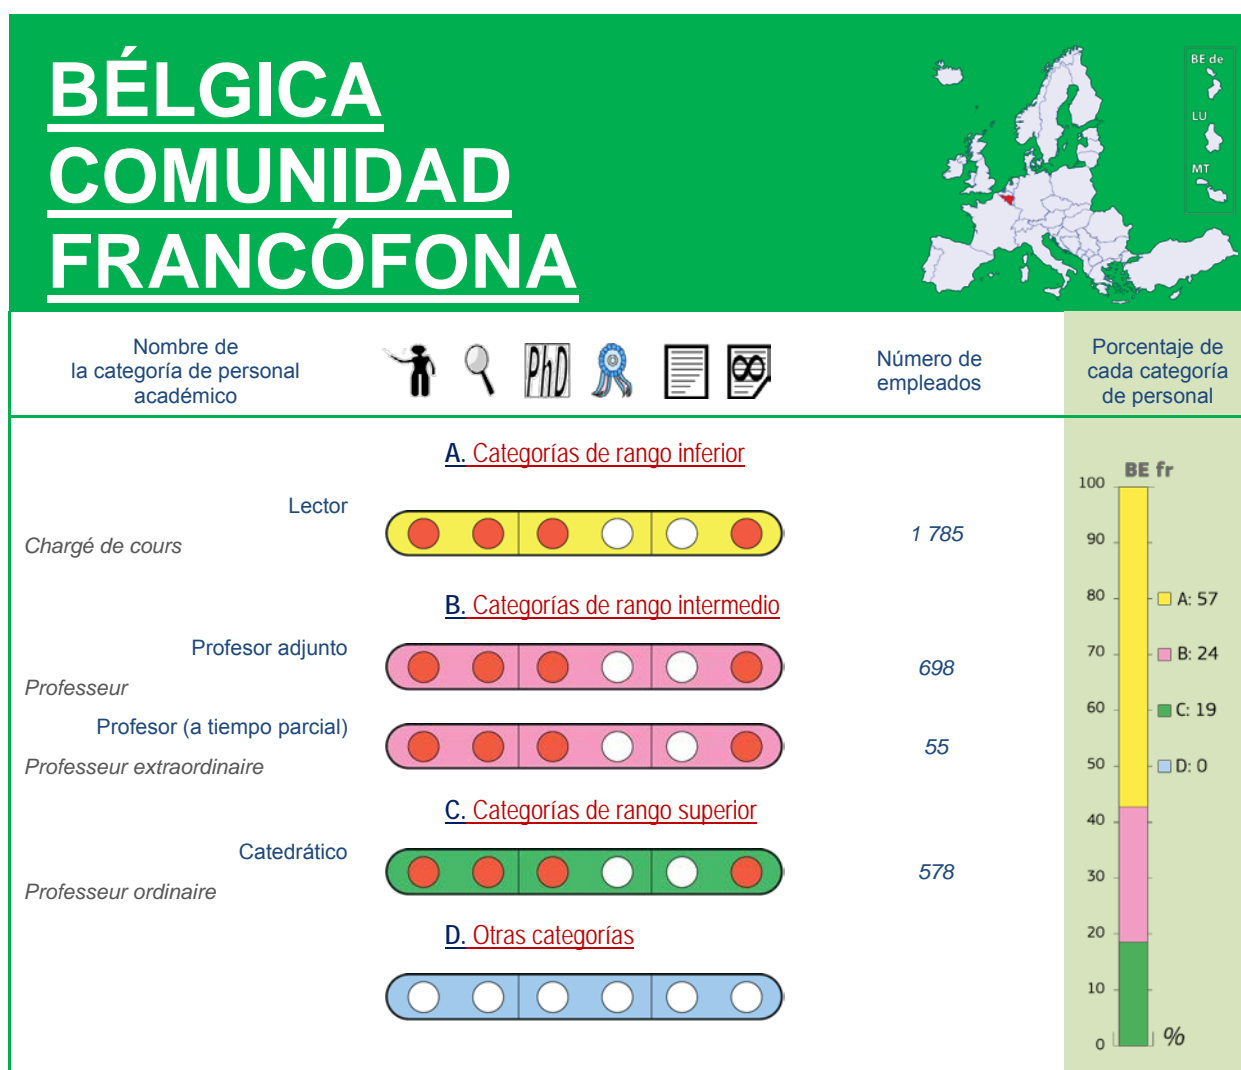 BÉLGICA
COMUNIDAD
FRANCÓFONA
BE de
LU
MT
Nombre de
la categoría de personal
académico
PhD
Número de
empleados
Porcentaje de
cada categoría
de personal
A. Categorías de rango inferior
Lector
Chargé de cours
1 785
B. Categorías de rango intermedio
Profesor adjunto
Professeur
698
Profesor (a tiempo parcial)
Professeur extraordinaire
55
C. Categorías de rango superior
Catedrático
Professeur ordinaire
578
D. Otras categorías
BE fr
100
90
80
70
60
50
40
30
20
10
0
%
A: 57
B: 24
C: 19
D: 0